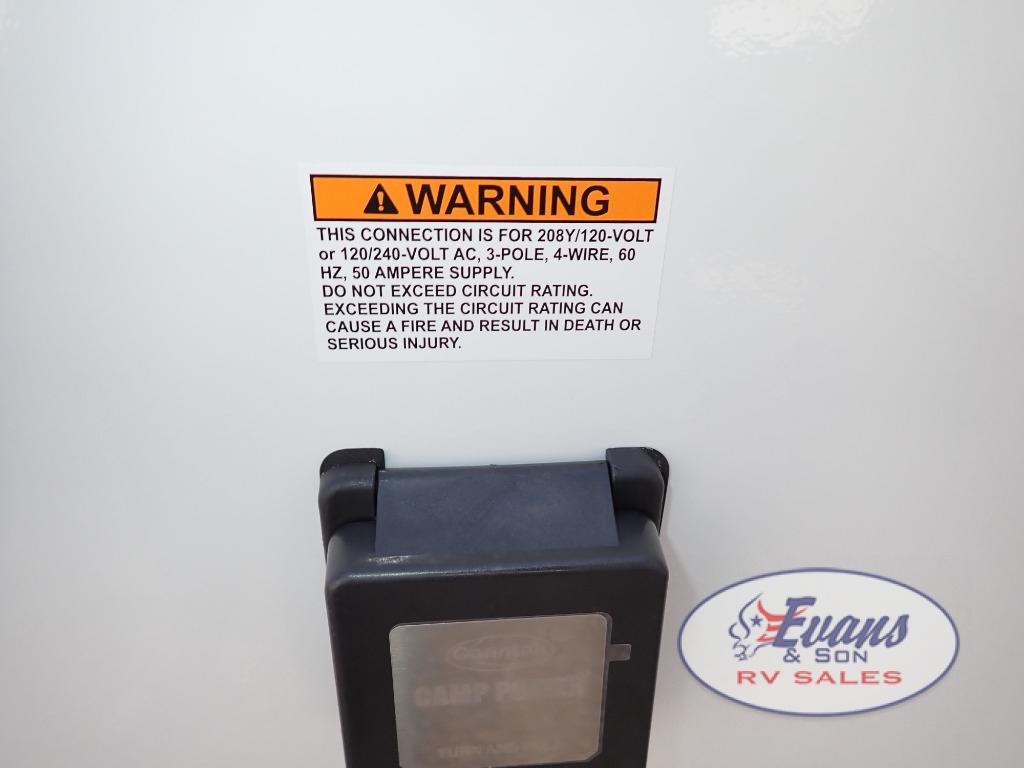 WARNING
THIS CONNECTION IS FOR 208Y/120-VOLT
or 120/240-VOLT AC, 3-POLE, 4-WIRE, 60
HZ, 50 AMPERE SUPPLY.
DO NOT EXCEED CIRCUIT RATING.
EXCEEDING THE CIRCUIT RATING CAN
CAUSE A FIRE AND RESULT IN DEATH OR
SERIOUS INJURY.
CAMP POWER
Evans
& SON
RV SALES